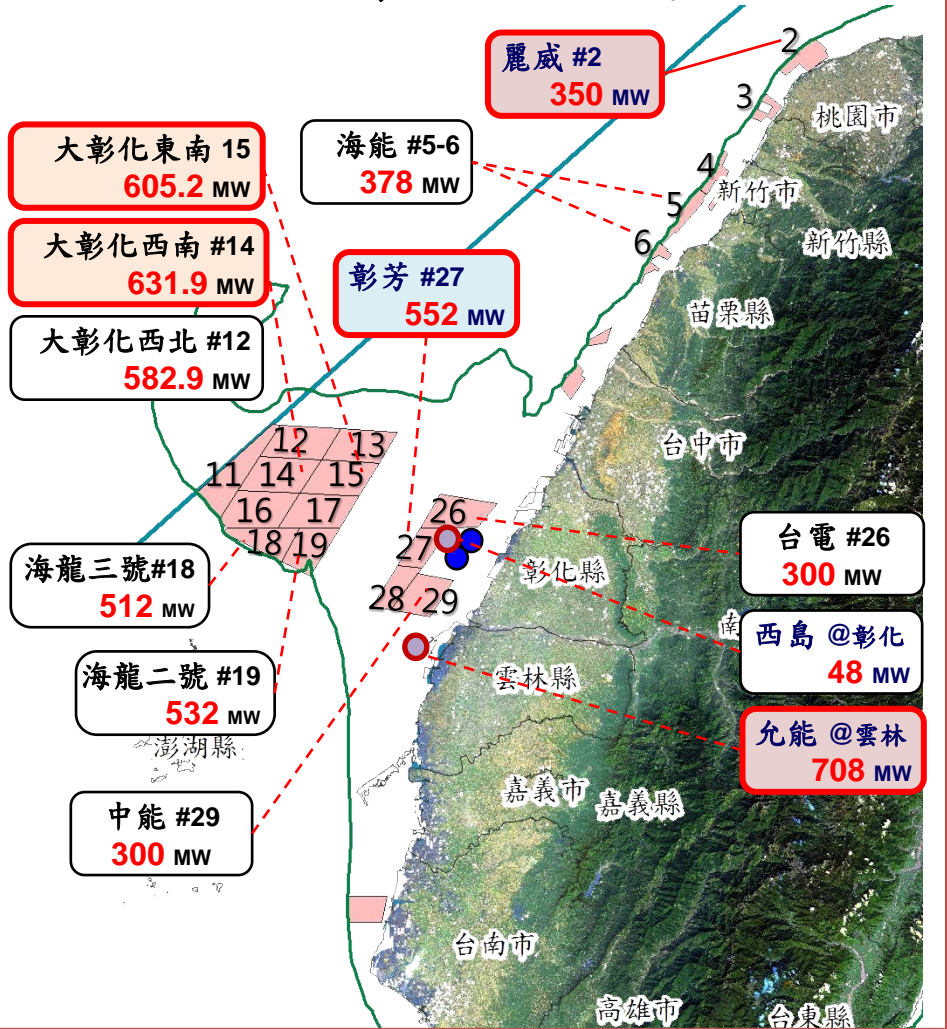 麗威 #2
350 MW
2
3
桃園市
大彰化東南 15
605.2 MW
海能 #5-6
378 MW
4
新竹市
5
6
新竹縣
大彰化西南 #14
631.9 MW
彰芳 #27
552 MW
苗栗縣
大彰化西北 #12
582.9 MW
台中市
12
13
11
14
15
16
17
18
19
26
27
28
29
海龍三號#18
512 MW
彰化縣
台電 #26
300 MW
南
西島 @彰化
48 MW
海龍二號 #19
532 MW
雲林縣
允能 @雲林
708 MW
澎湖縣
中能 #29
300 MW
嘉義市
嘉義縣
台南市
高雄市
台東縣